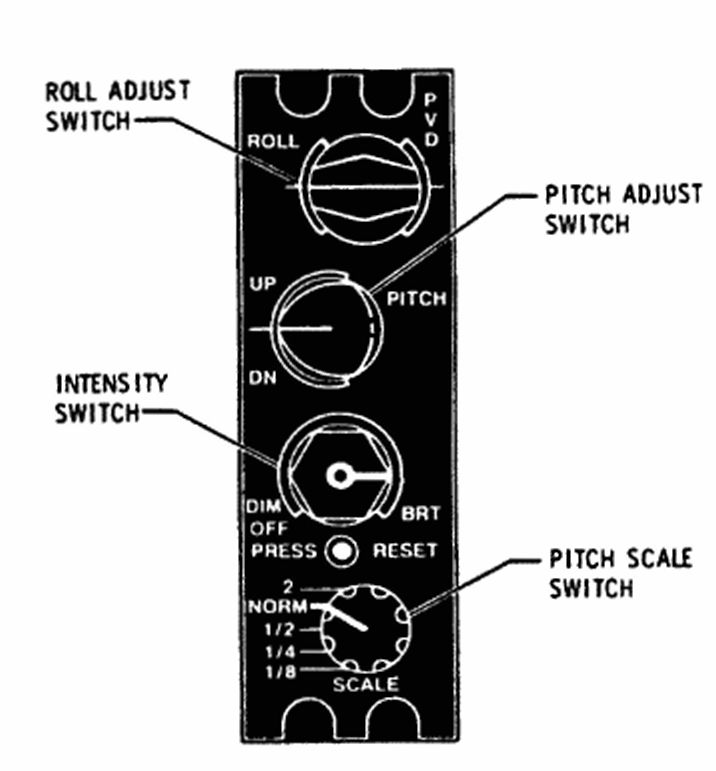 ROLL ADJUST
SWITCH
P
V
D
ROLL
PITCH ADJUST
SWITCH
UP
PITCH
DN
INTENSITY
SWITCH
DIM
BRT
OFF
PRESS RESET
PITCH SCALE
SWITCH
2
NORM
1/2
1/4
1/8
SCALE